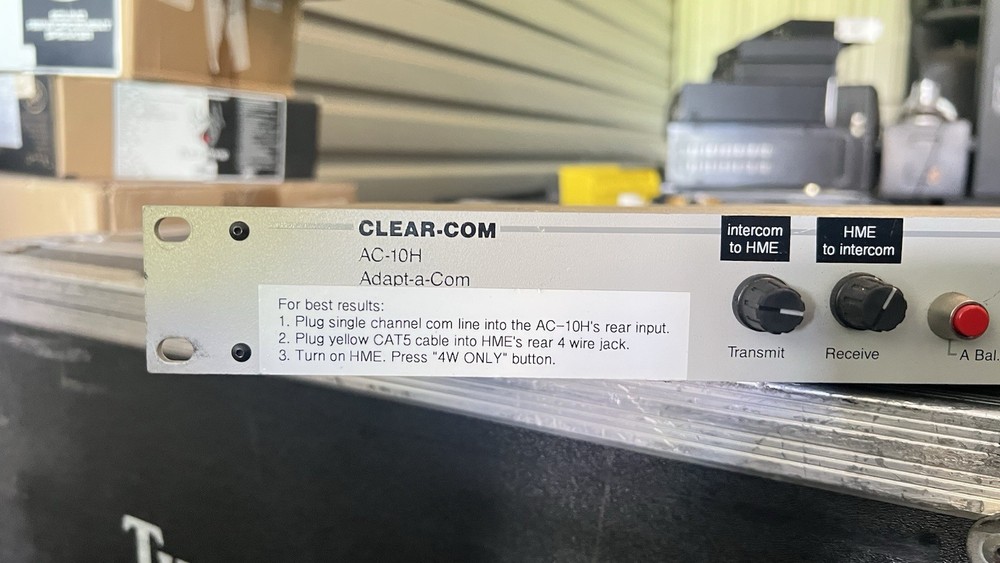 CLEAR-COM
AC-10H
Adapt-a-Com
For best results:
1. Plug single channel com line into the AC-10H's rear input.
2. Plug yellow CAT5 cable into HME's rear 4 wire jack.
3. Turn on HME. Press "4W ONLY" button.
intercom
to HME
HME
to intercom
Transmit
Receive
A Bal.